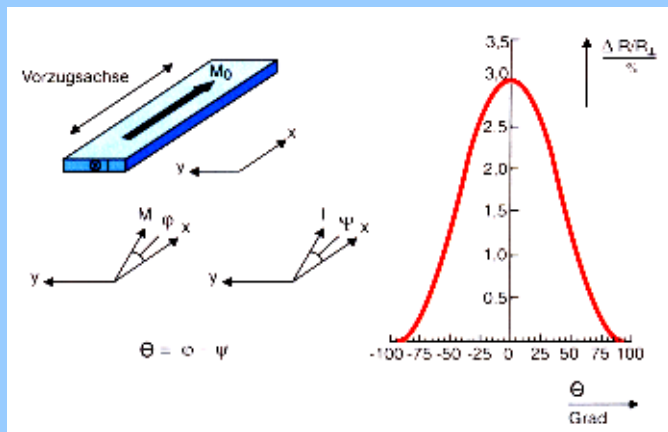 Vorzugsachse
M0
x
y
M
φ
x
y
I
Ψ
x
y
Θ = φ - ψ
Δ R/R⊥
%
3,5
3,0
2,5
2,0
1,5
1,0
0,5
-100 -75 -50 -25 0 25 50 75 100
Θ
Grad